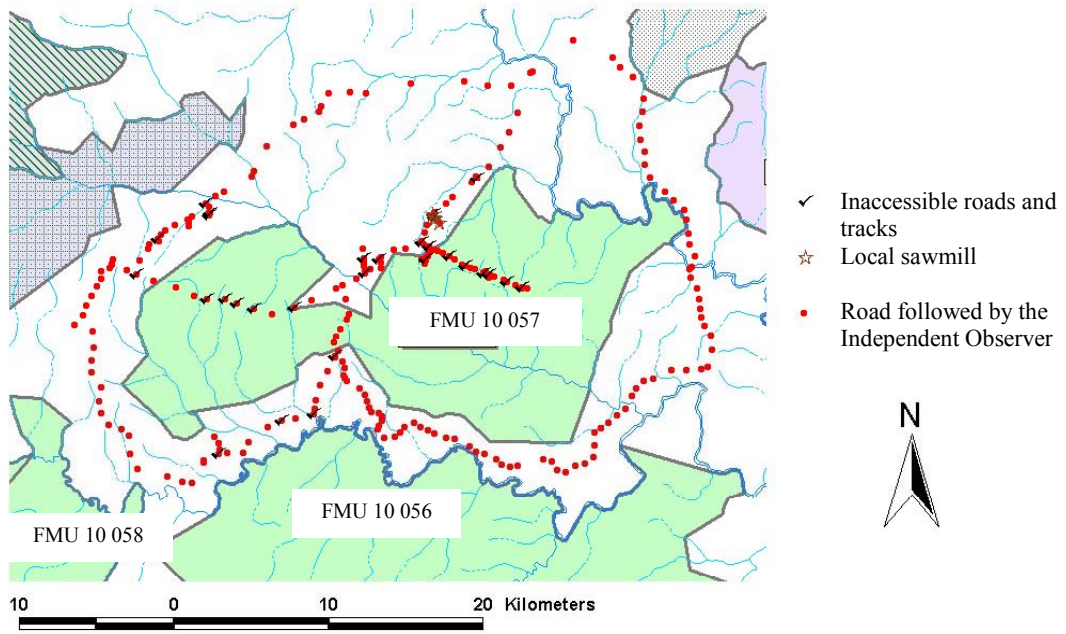 Inaccessible roads and
tracks
Local sawmill
Road followed by the
Independent Observer
FMU 10 057
FMU 10 056
FMU 10 058
N
10 0 10 20 Kilometers